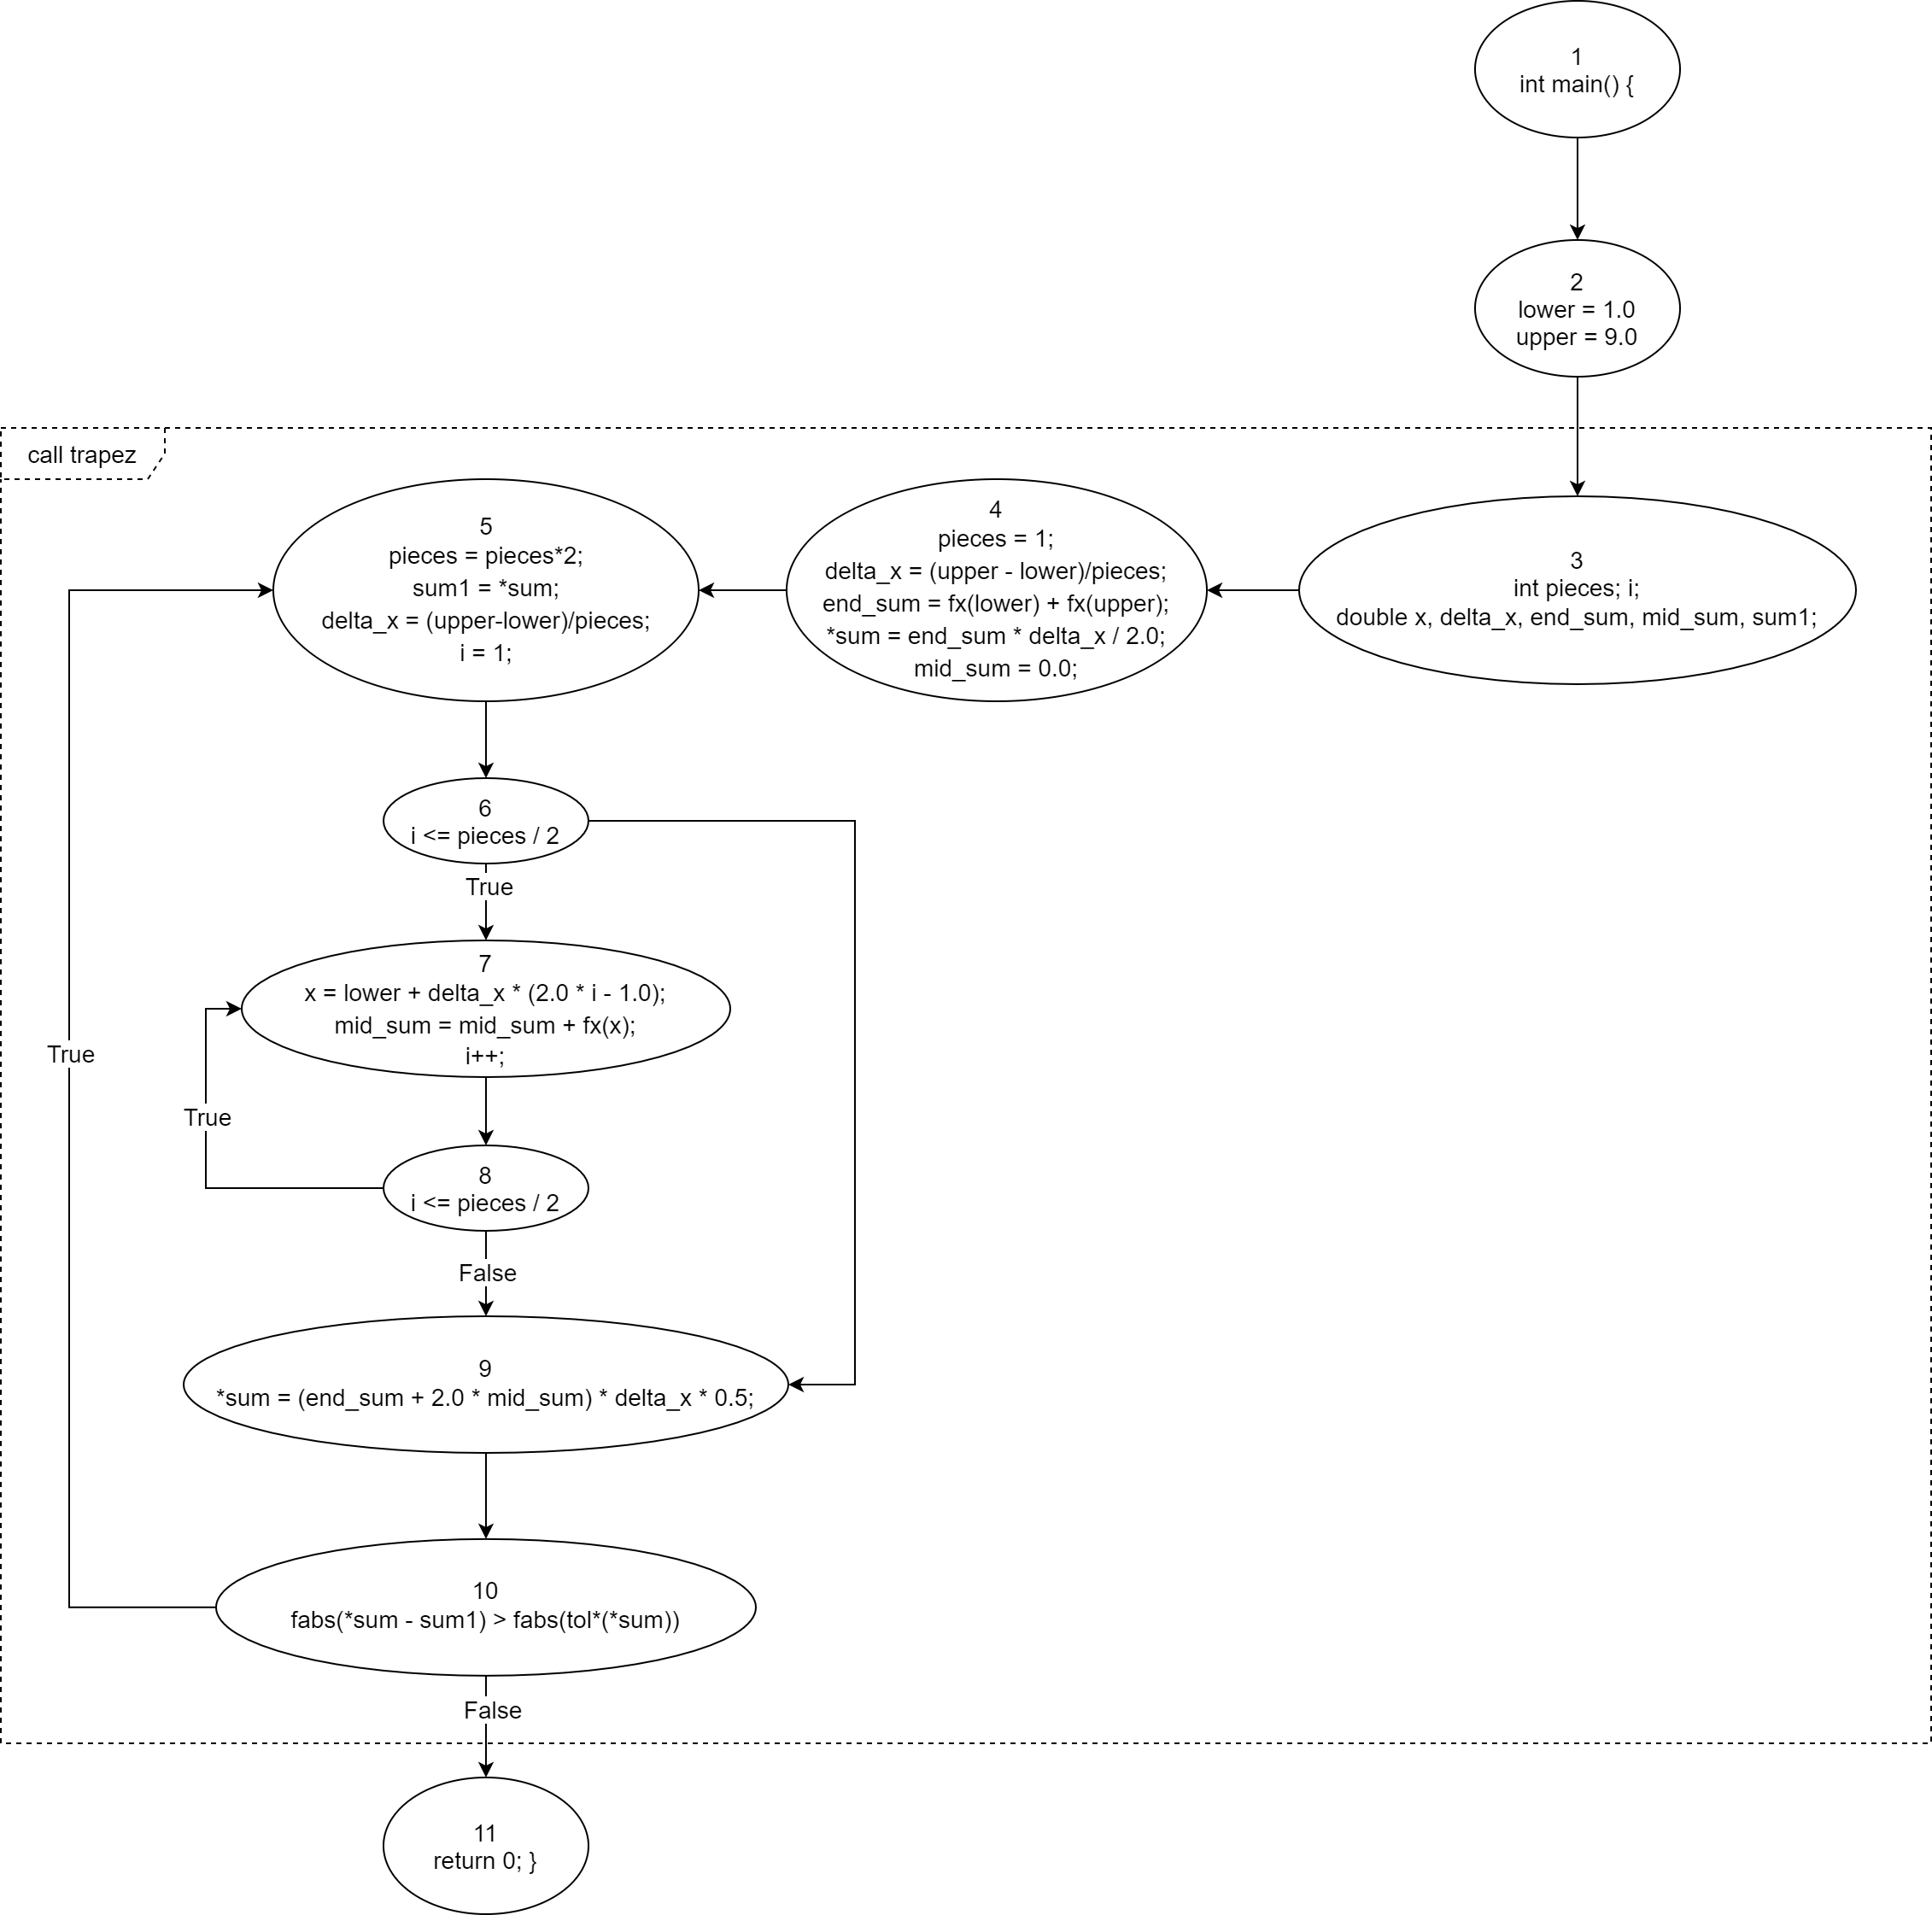 1
int main() {
2
lower = 1.0
upper = 9.0
call trapez
3
int pieces; i;
double x, delta_x, end_sum, mid_sum, sum1;
4
pieces = 1;
delta_x = (upper - lower)/pieces;
end_sum = fx(lower) + fx(upper);
*sum = end_sum * delta_x / 2.0;
mid_sum = 0.0;
5
pieces = pieces*2;
sum1 = *sum;
delta_x = (upper-lower)/pieces;
i = 1;
6
i <= pieces / 2
True
7
x = lower + delta_x * (2.0 * i - 1.0);
mid_sum = mid_sum + fx(x);
i++;
True
True
8
i <= pieces / 2
False
9
*sum = (end_sum + 2.0 * mid_sum) * delta_x * 0.5;
10
fabs(*sum - sum1) > fabs(tol*(*sum))
False
11
return 0; }